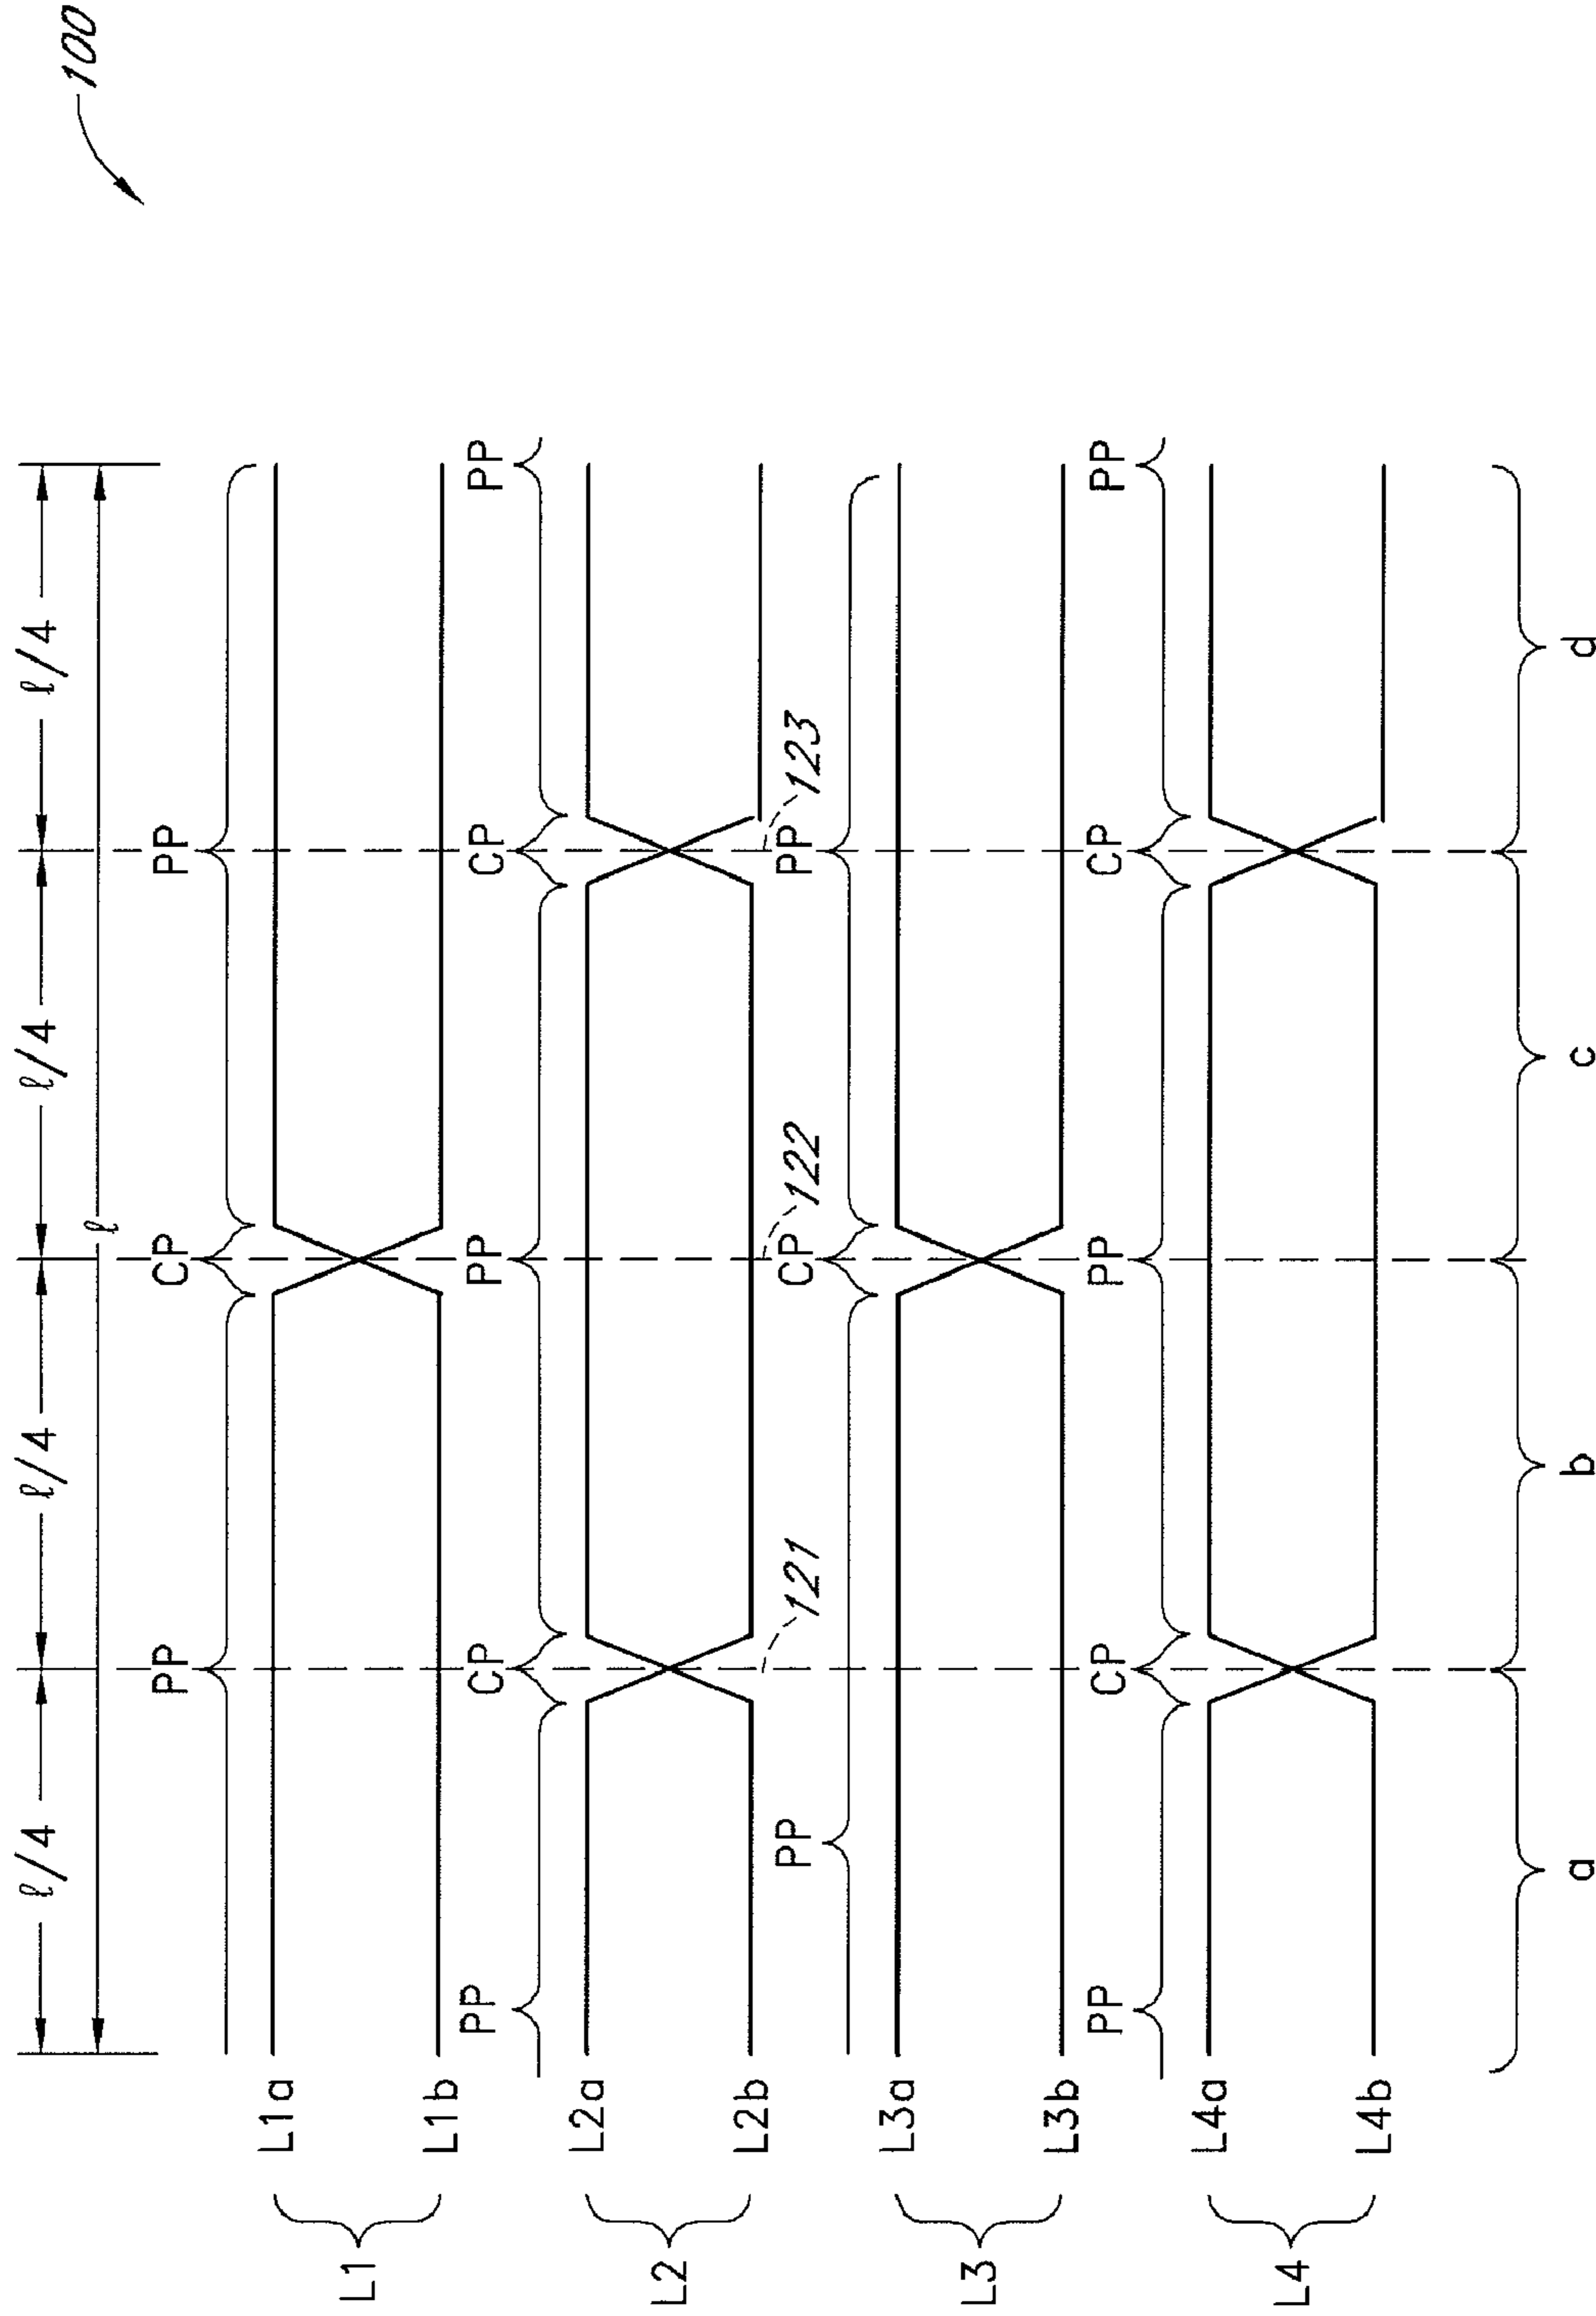 100
ℓ/4 ℓ/4 ℓ/4 ℓ/4
ℓ
PP CP PP
L1a
L1 L1b
PP CP PP CP PP
L2a
L2 L2b
121 122 123
PP CP PP
L3a
L3 L3b
PP CP PP CP PP
L4a
L4 L4b
a b c d